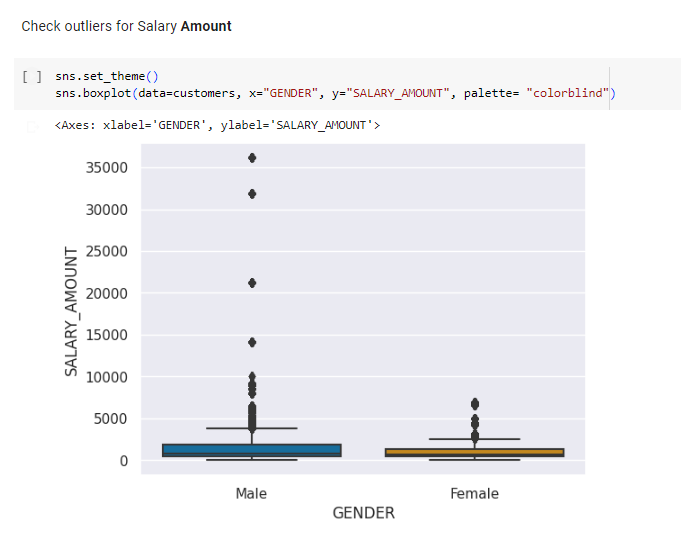 Check outliers for Salary Amount
[ ] sns.set_theme()
sns.boxplot(data=customers, x="GENDER", y="SALARY_AMOUNT", palette= "colorblind")
<Axes: xlabel='GENDER', ylabel='SALARY_AMOUNT'>
35000
30000
25000
20000
15000
10000
5000
0
SALARY_AMOUNT
Male Female
GENDER